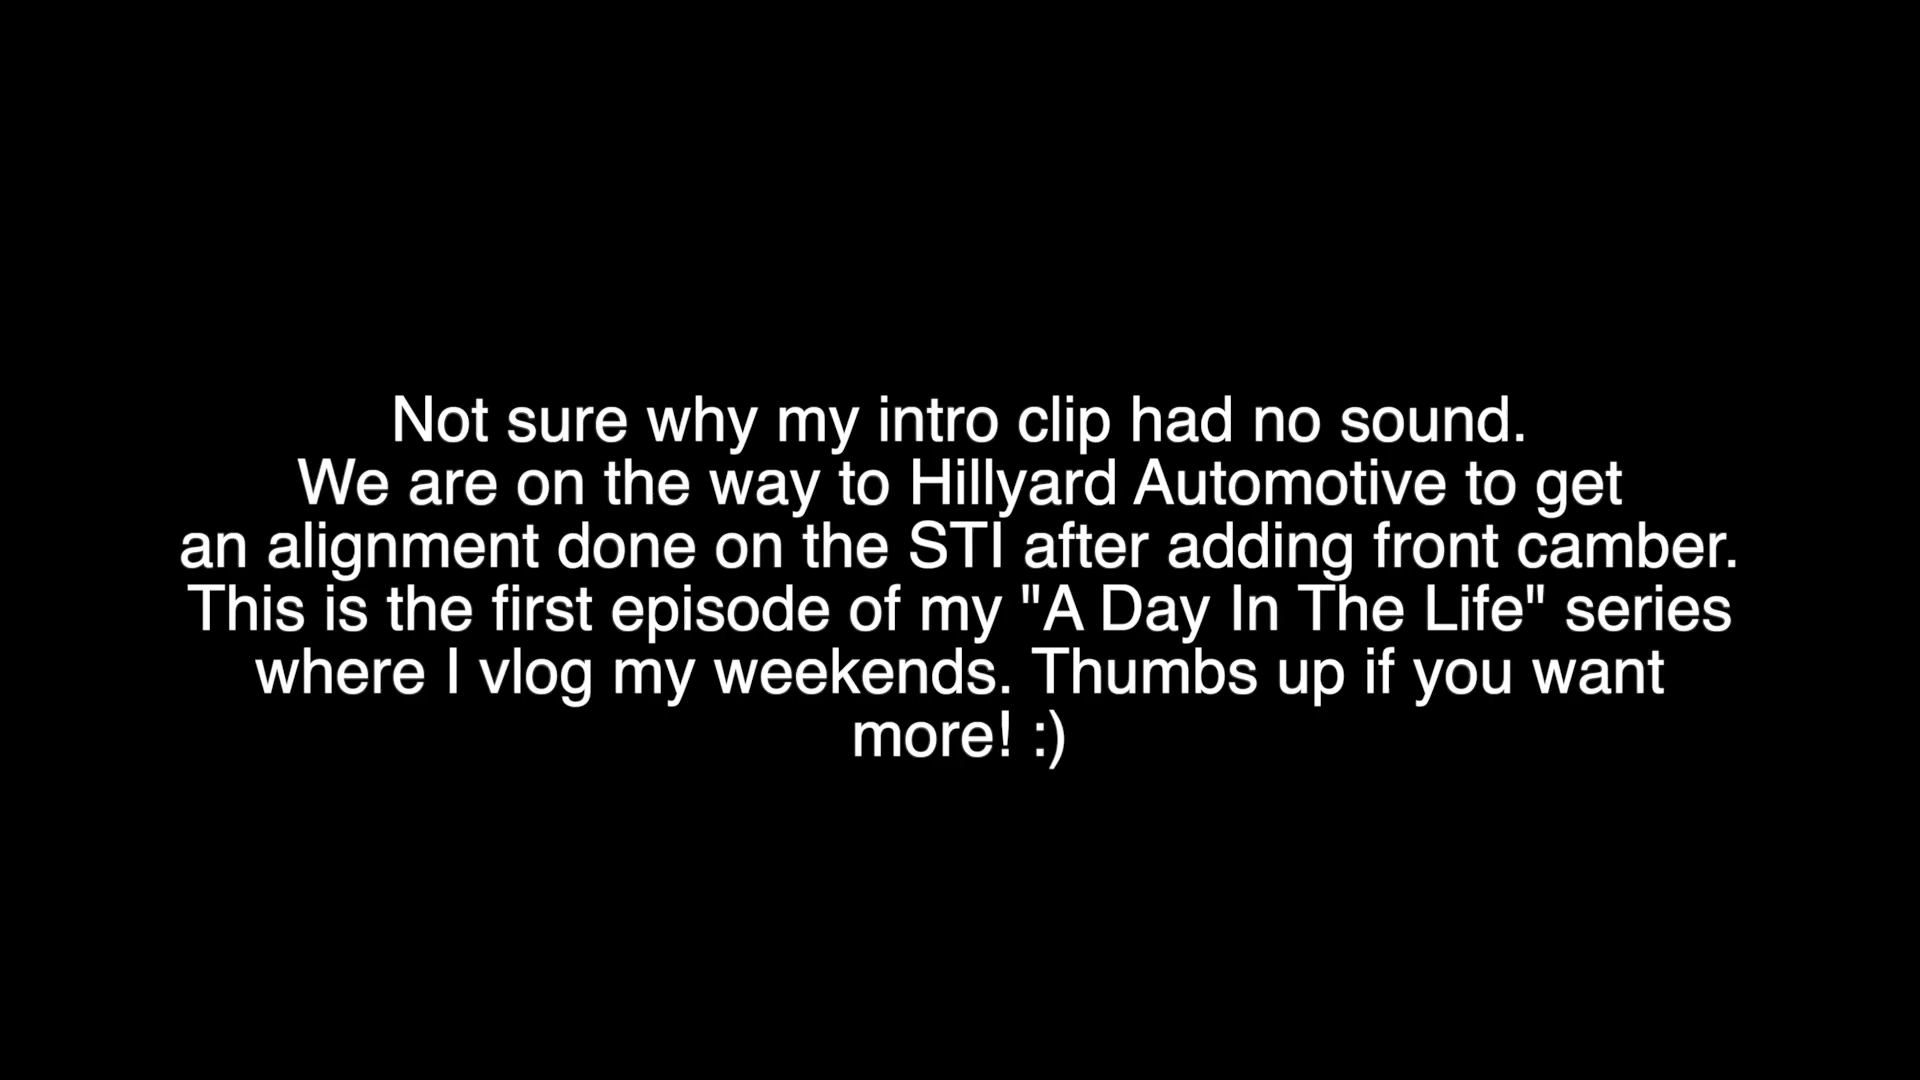 Not sure why my intro clip had no sound.
We are on the way to Hillyard Automotive to get
an alignment done on the STI after adding front camber.
This is the first episode of my "A Day In The Life" series
where I vlog my weekends. Thumbs up if you want
more! :)